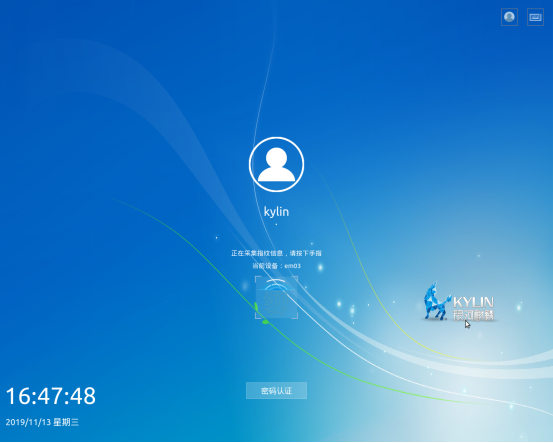 kylin
正在采集指纹信息，请按下手指
当前设备：em03
KYLIN
银河麒麟
密码认证
16:47:48
2019/11/13 星期三